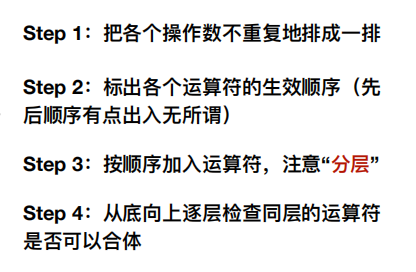 Step 1：把各个操作数不重复地排成一排
Step 2：标出各个运算符的生效顺序（先
后顺序有点出入无所谓）
Step 3：按顺序加入运算符，注意“分层”
Step 4：从底向上逐层检查同层的运算符
是否可以合体